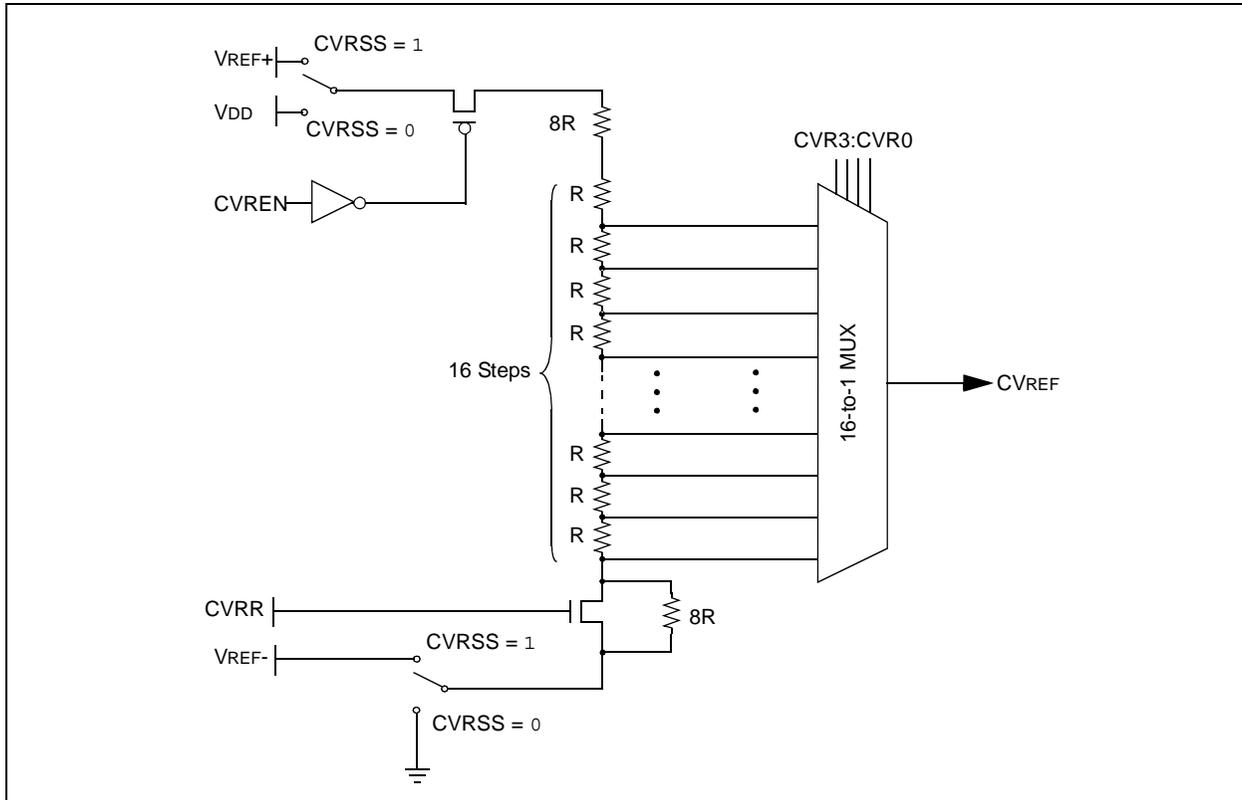 CVRSS = 1
VREF+
VDD
8R
CVRSS = 0
CVR3:CVR0
R
CVREN
R
R
R
16 Steps
16-to-1 MUX
CVREF
R
R
R
CVRR
8R
CVRSS = 1
VREF-
CVRSS = 0